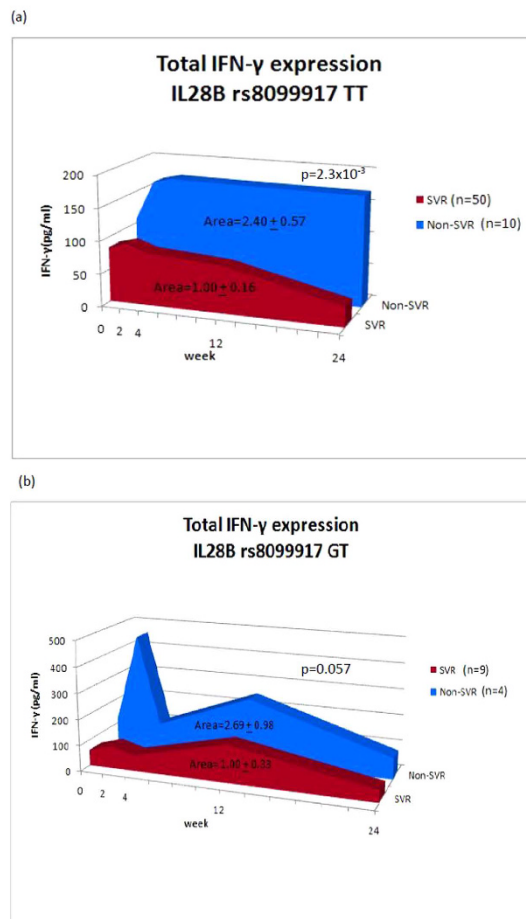 (a)
Total IFN-γ expression
IL28B rs8099917 TT
p=2.3x10⁻³
200
150
100
50
0
IFN-γ(pg/ml)
Area=2.40 ± 0.57
Area=1.00 ± 0.16
SVR (n=50)
Non-SVR (n=10)
0 2 4 12 24
week
Non-SVR
SVR
(b)
Total IFN-γ expression
IL28B rs8099917 GT
p=0.057
500
400
300
200
100
0
IFN-γ (pg/ml)
Area=2.69 ± 0.98
Area=1.00 ± 0.33
SVR (n=9)
Non-SVR (n=4)
0 2 4 12 24
week
Non-SVR
SVR